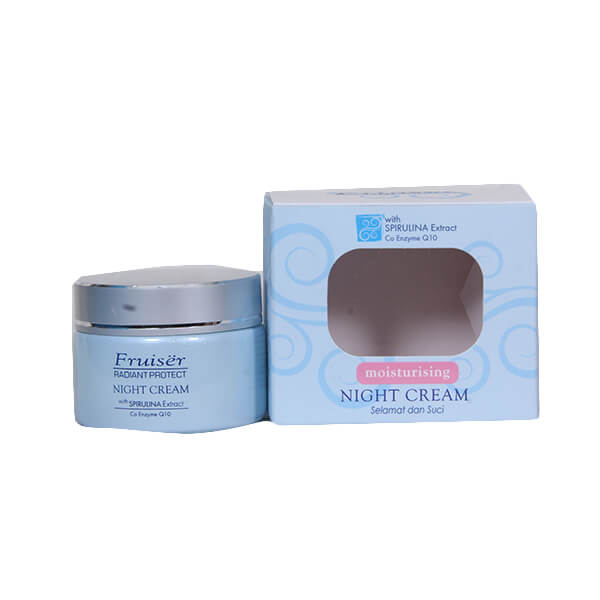 Fruisër
RADIANT PROTECT
NIGHT CREAM
with SPIRULINA Extract
Co Enzyme Q10
with
SPIRULINA Extract
Co Enzyme Q10
moisturising
NIGHT CREAM
Selamat dan Suci